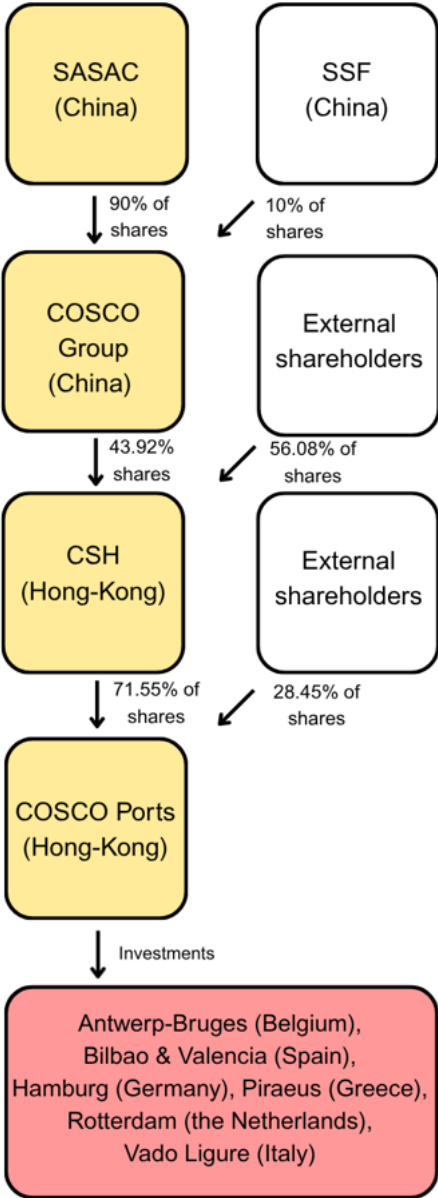 SASAC
(China)
SSF
(China)
90% of
shares
10% of
shares
COSCO
Group
(China)
External
shareholders
43.92%
shares
56.08% of
shares
CSH
(Hong-Kong)
External
shareholders
71.55% of
shares
28.45% of
shares
COSCO Ports
(Hong-Kong)
Investments
Antwerp-Bruges (Belgium),
Bilbao & Valencia (Spain),
Hamburg (Germany), Piraeus (Greece),
Rotterdam (the Netherlands),
Vado Ligure (Italy)